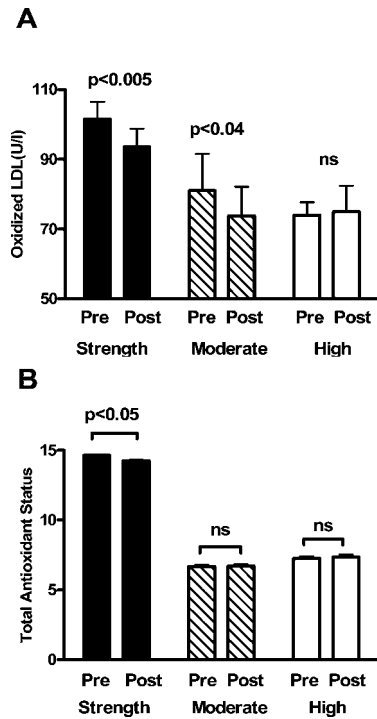 A
p<0.005
p<0.04
ns
Oxidized LDL(U/l)
110
90
70
50
Pre Post Pre Post Pre Post
Strength Moderate High
B
p<0.05
ns
ns
Total Antioxidant Status
15
10
5
0
Pre Post Pre Post Pre Post
Strength Moderate High